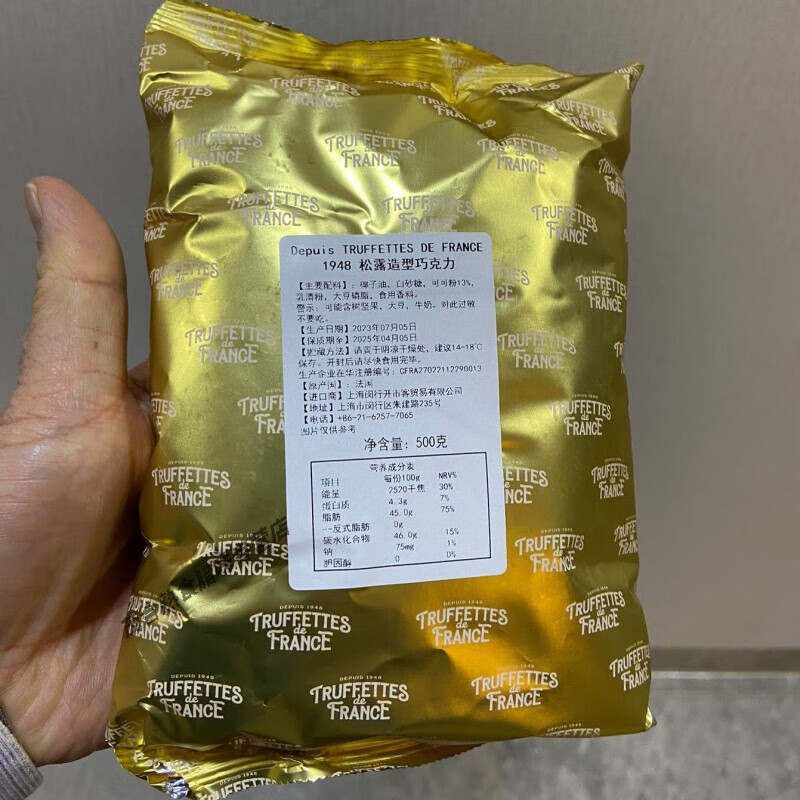 Depuis TRUFFETTES DE FRANCE
1948 松露造型巧克力
【主要配料】：椰子油，白砂糖，可可粉13%，
乳清粉，大豆磷脂，食用香料。
警示：可能含树坚果，大豆，牛奶。对此过敏
不要吃。
【生产日期】2023年07月05日
【保质期至】2025年04月05日
【贮藏方法】请置于阴凉干燥处，建议14-18℃
保存。开封后请尽快食用完毕。
生产企业在华注册编号：CFRA27022112290013
【原产国】：法国
【进口商】上海闵行开市客贸易有限公司
【地址】上海市闵行区朱建路235号
【电话】+86-21-6257-7065
图片仅供参考
净含量：500克
营养成分表
项目 每份100g NRV%
能量 2520千焦 30%
蛋白质 4.3g 7%
脂肪 45.0g 75%
--反式脂肪 0g
碳水化合物 46.0g 15%
钠 75mg 1%
胆固醇 0 0%
DEPUIS 1948
TRUFFETTES
de
FRANCE